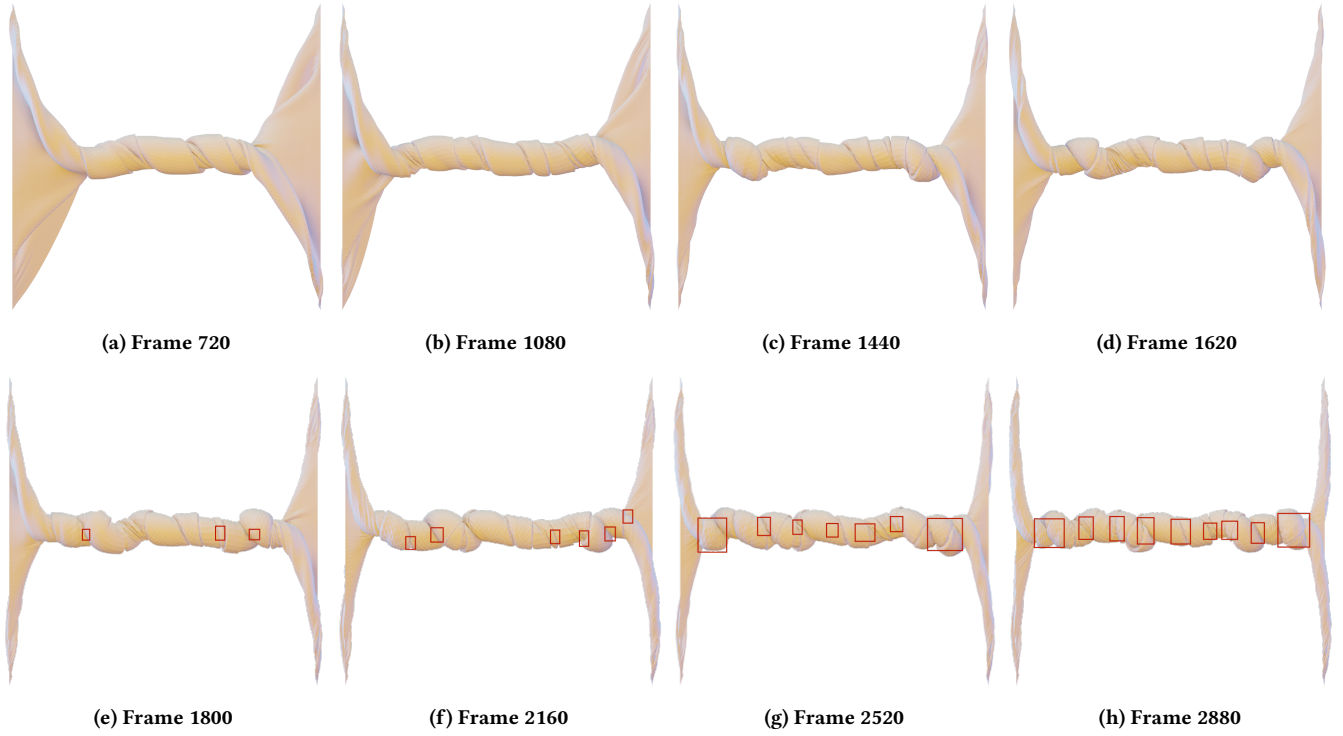 (a) Frame 720
(b) Frame 1080
(c) Frame 1440
(d) Frame 1620
(e) Frame 1800
(f) Frame 2160
(g) Frame 2520
(h) Frame 2880